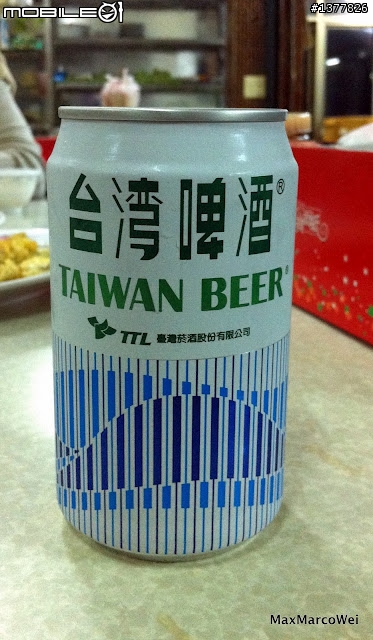 MOBILE01
#1377826
台湾啤酒®
TAIWAN BEER®
TTL 臺灣菸酒股份有限公司
MaxMarcoWei